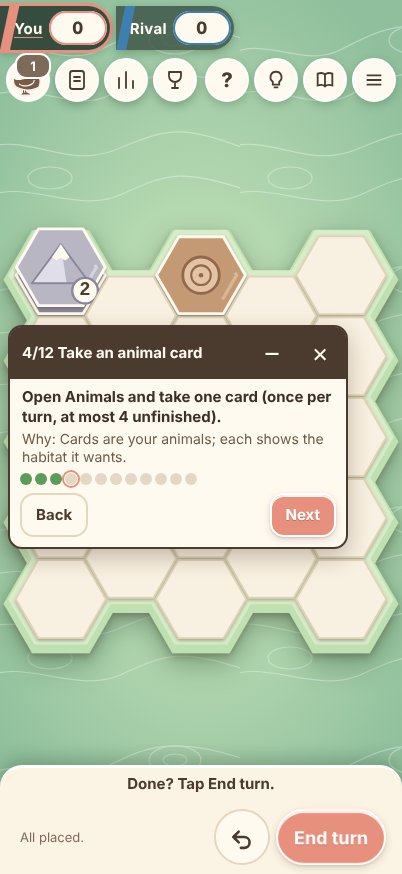 You 0
Rival 0
1
?
2
4/12 Take an animal card
Open Animals and take one card (once per
turn, at most 4 unfinished).
Why: Cards are your animals; each shows the
habitat it wants.
Back
Next
Done? Tap End turn.
All placed.
End turn